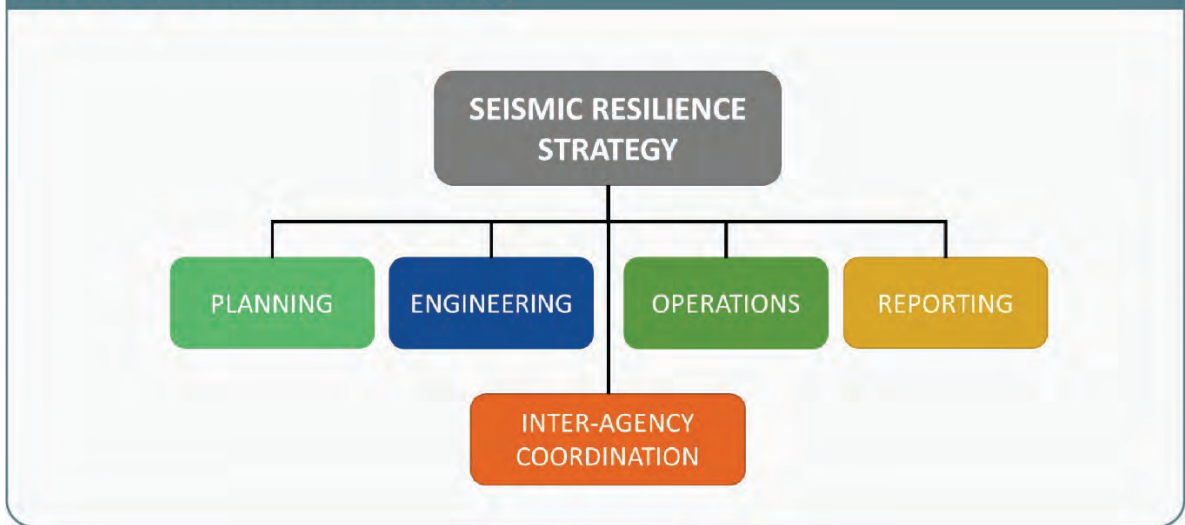 SEISMIC RESILIENCE
STRATEGY
PLANNING
ENGINEERING
OPERATIONS
REPORTING
INTER-AGENCY
COORDINATION